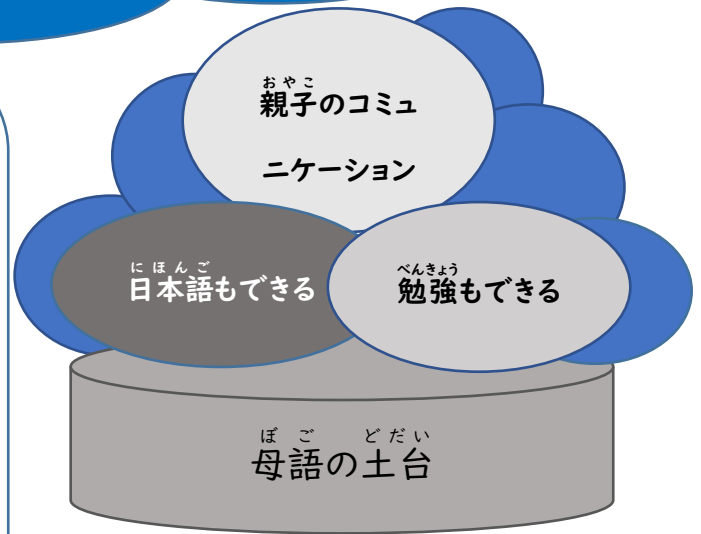 おやこ
親子のコミュ
ニケーション
にほんご
日本語もできる
べんきょう
勉強もできる
ぼご どだい
母語の土台